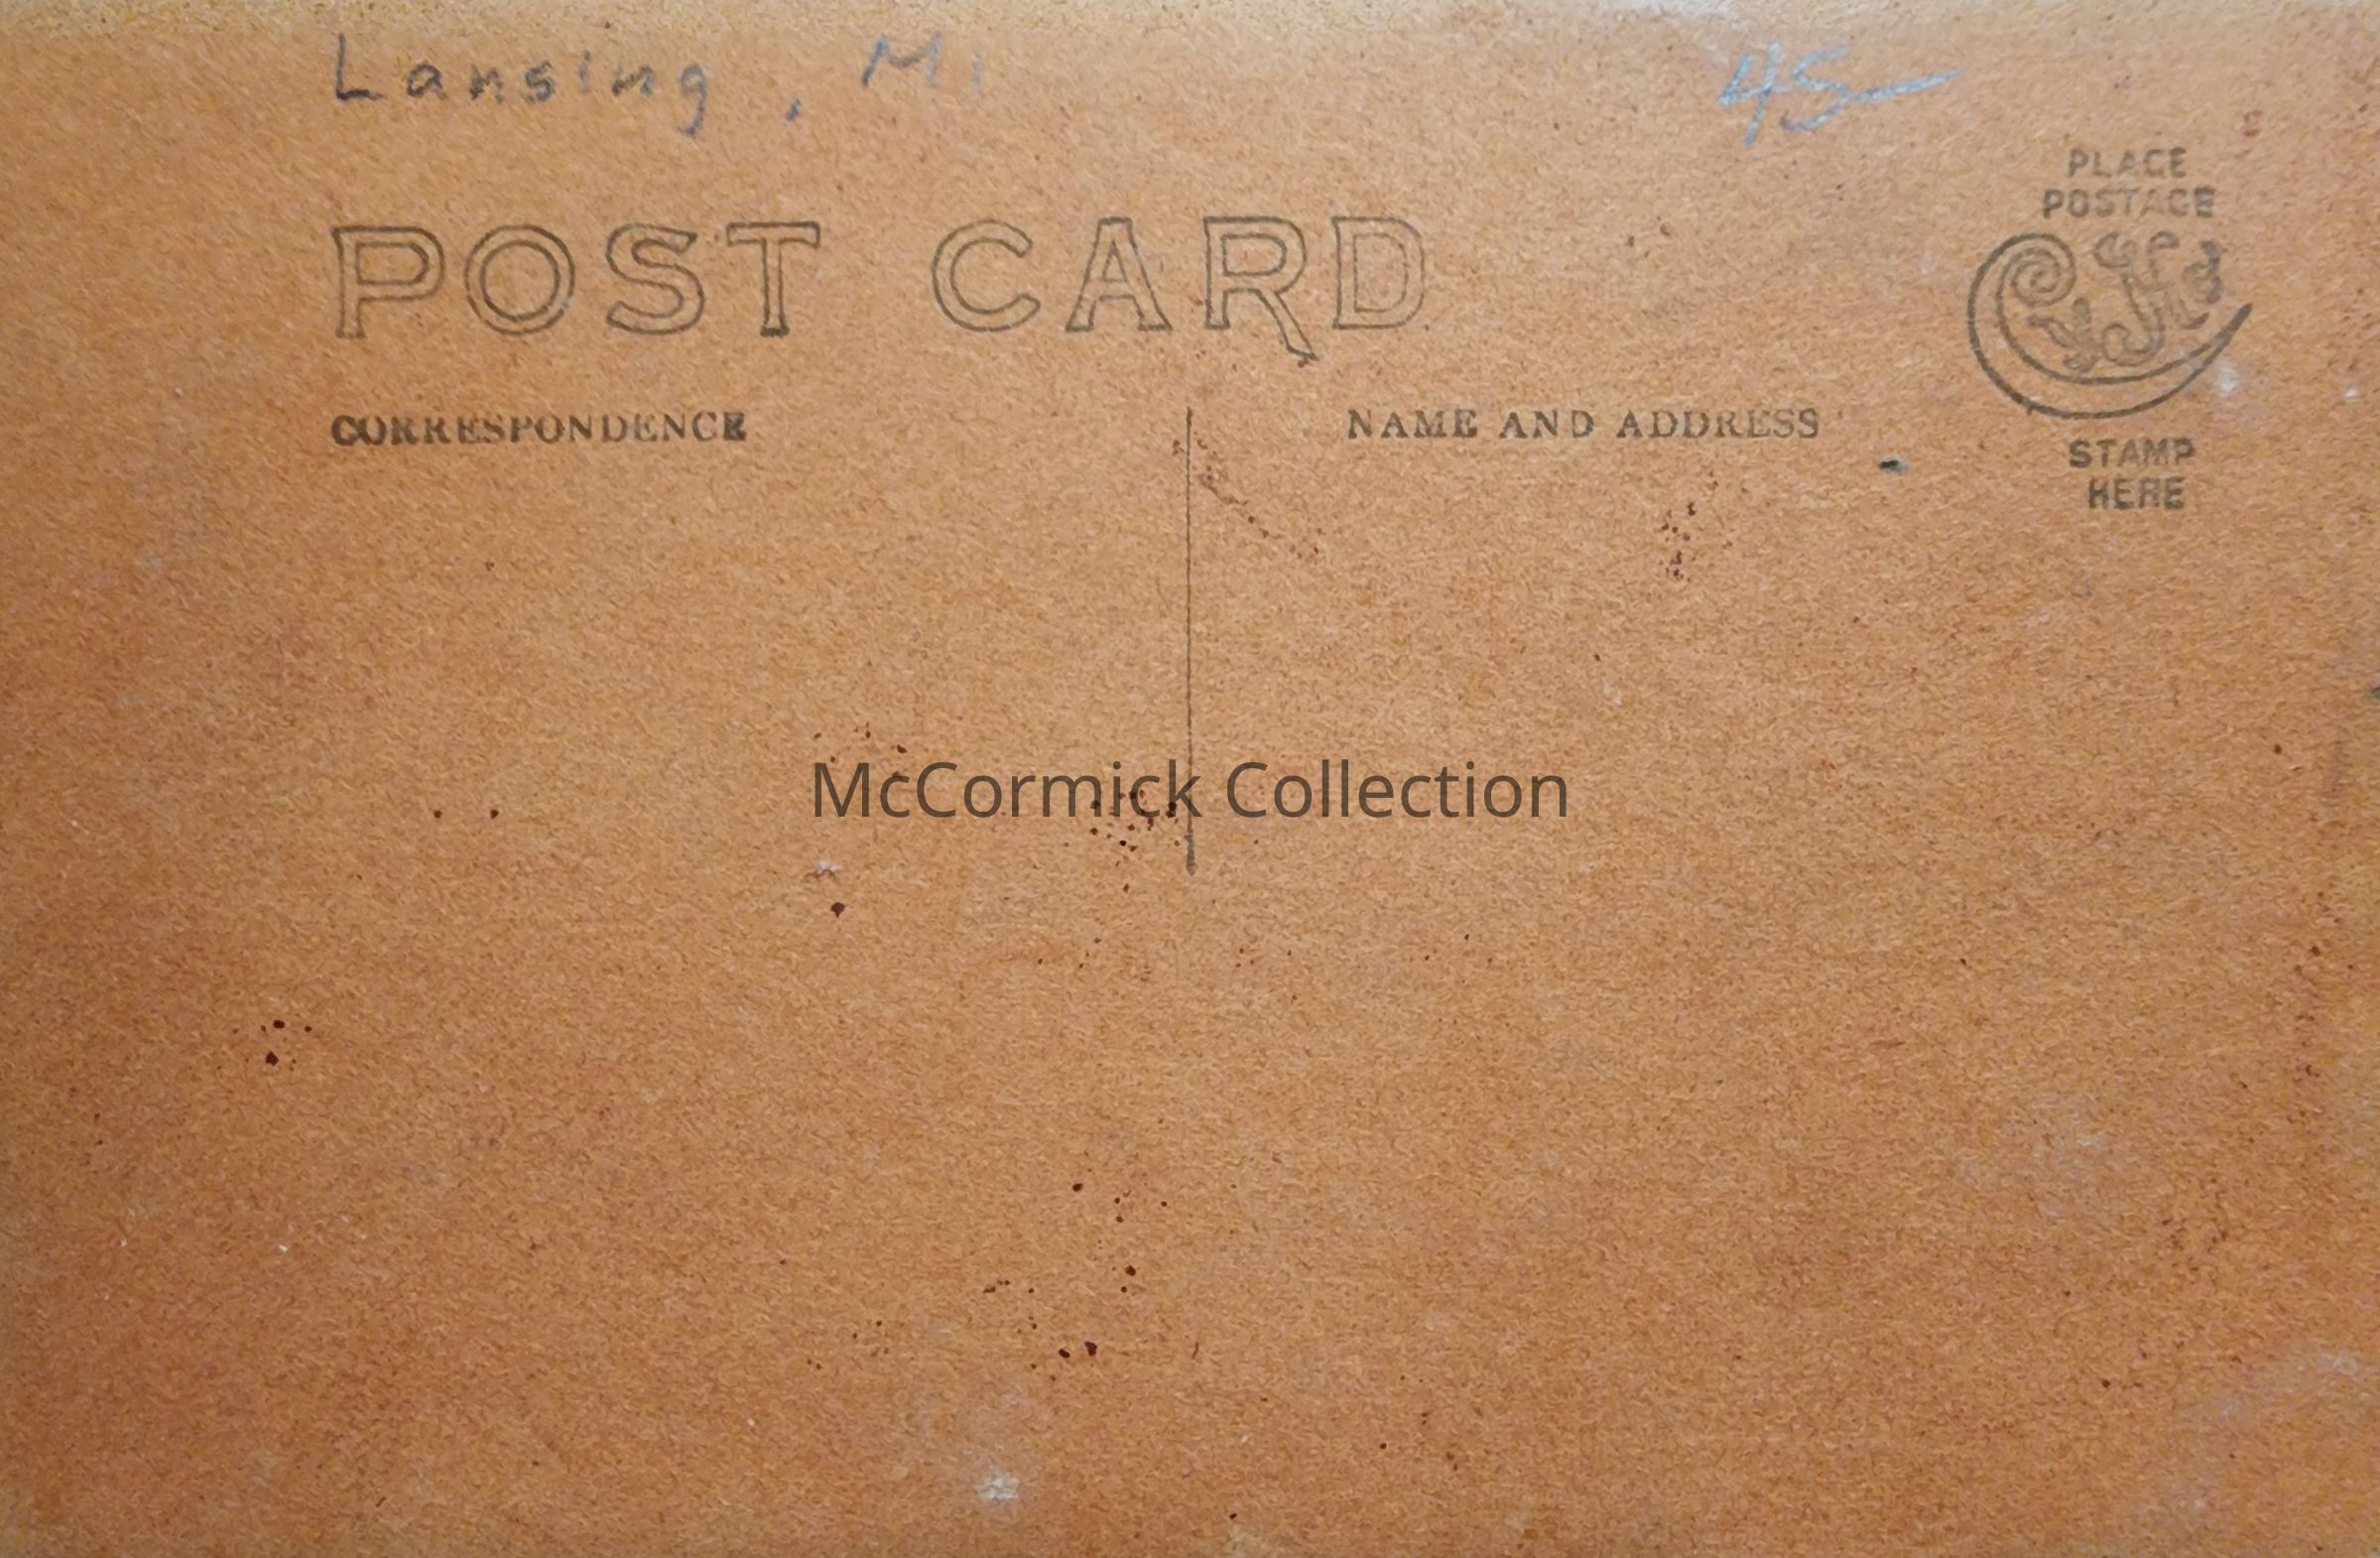 Lansing, Mi
45-
PLACE
POSTAGE
POST CARD
CORRESPONDENCE
NAME AND ADDRESS
STAMP
HERE
McCormick Collection